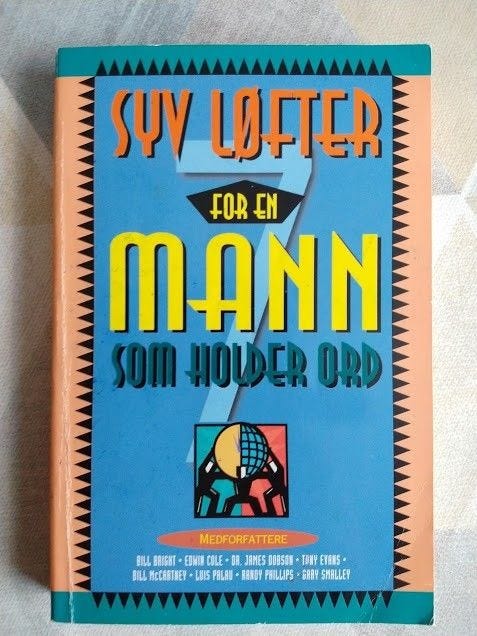 SYV LØFTER
7
FOR EN
MANN
SOM HOLDER ORD
MEDFORFATTERE
BILL BRIGHT • EDWIN COLE • DR. JAMES DOBSON • TONY EVANS •
BILL McCARTNEY • LUIS PALAU • RANDY PHILLIPS • GARY SMALLEY